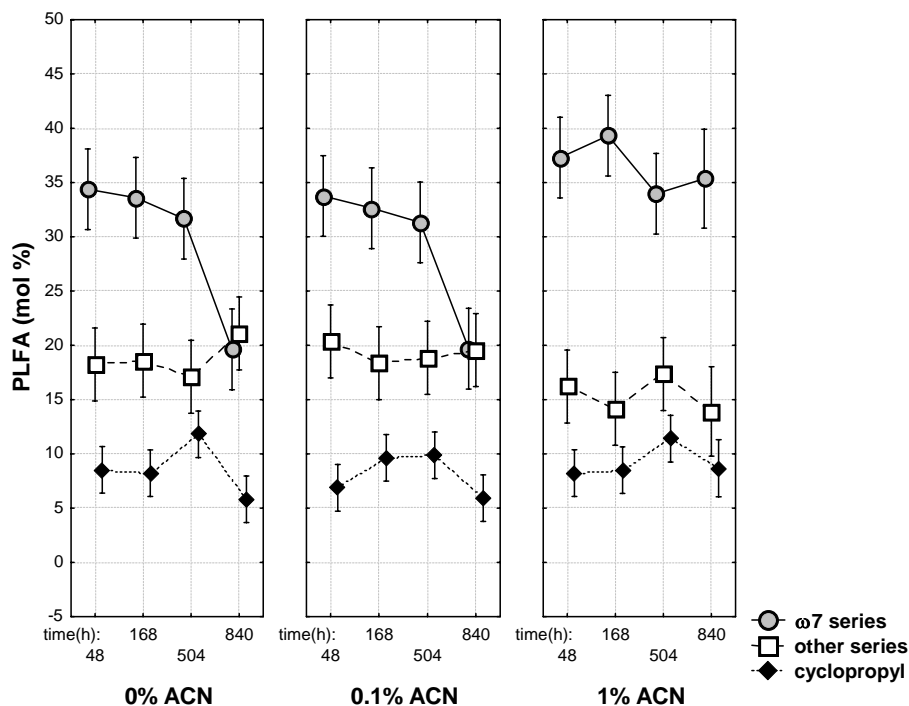 PLFA (mol %)
50
45
40
35
30
25
20
15
10
5
0
-5
time(h): 168 840
48 504
0% ACN
time(h): 168 840
48 504
0.1% ACN
time(h): 168 840
48 504
1% ACN
ω7 series
other series
cyclopropyl